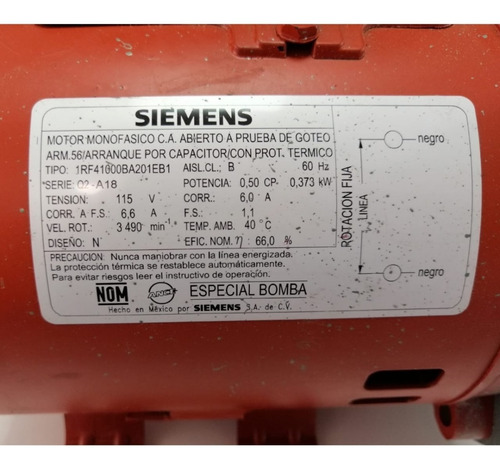 SIEMENS
MOTOR MONOFASICO C.A. ABIERTO A PRUEBA DE GOTEO
ARM.56/ARRANQUE POR CAPACITOR/CON PROT. TERMICO
TIPO: 1RF41000BA201EB1 AISL.CL.: B 60 Hz
SERIE: 02-A18 POTENCIA: 0,50 CP 0,373 kW
TENSION: 115 V CORR.: 6,0 A
CORR. A F.S.: 6,6 A F.S.: 1,1
VEL. ROT.: 3 490 min⁻¹ TEMP. AMB. 40 °C
DISEÑO: N EFIC. NOM. η 66,0 %
PRECAUCION: Nunca maniobrar con la línea energizada.
La protección térmica se restablece automáticamente.
Para evitar riesgos leer el instructivo de operación.
NOM ANCE ESPECIAL BOMBA
Hecho en México por SIEMENS S.A. de C.V.
ROTACION FIJA
LINEA
negro
negro